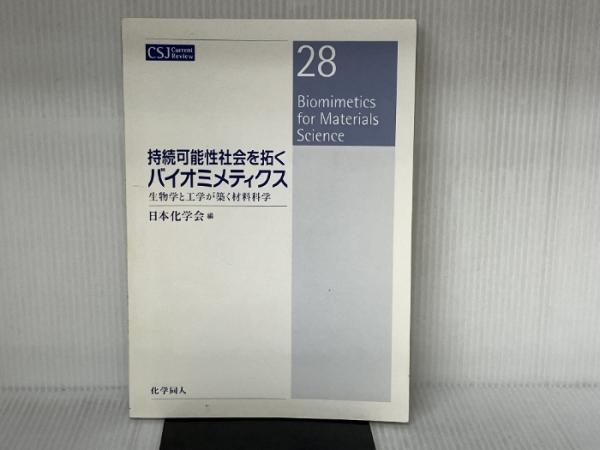 CSJ Current Review
28
Biomimetics
for Materials
Science
持続可能性社会を拓く
バイオミメティクス
生物学と工学が築く材料科学
日本化学会 編
化学同人